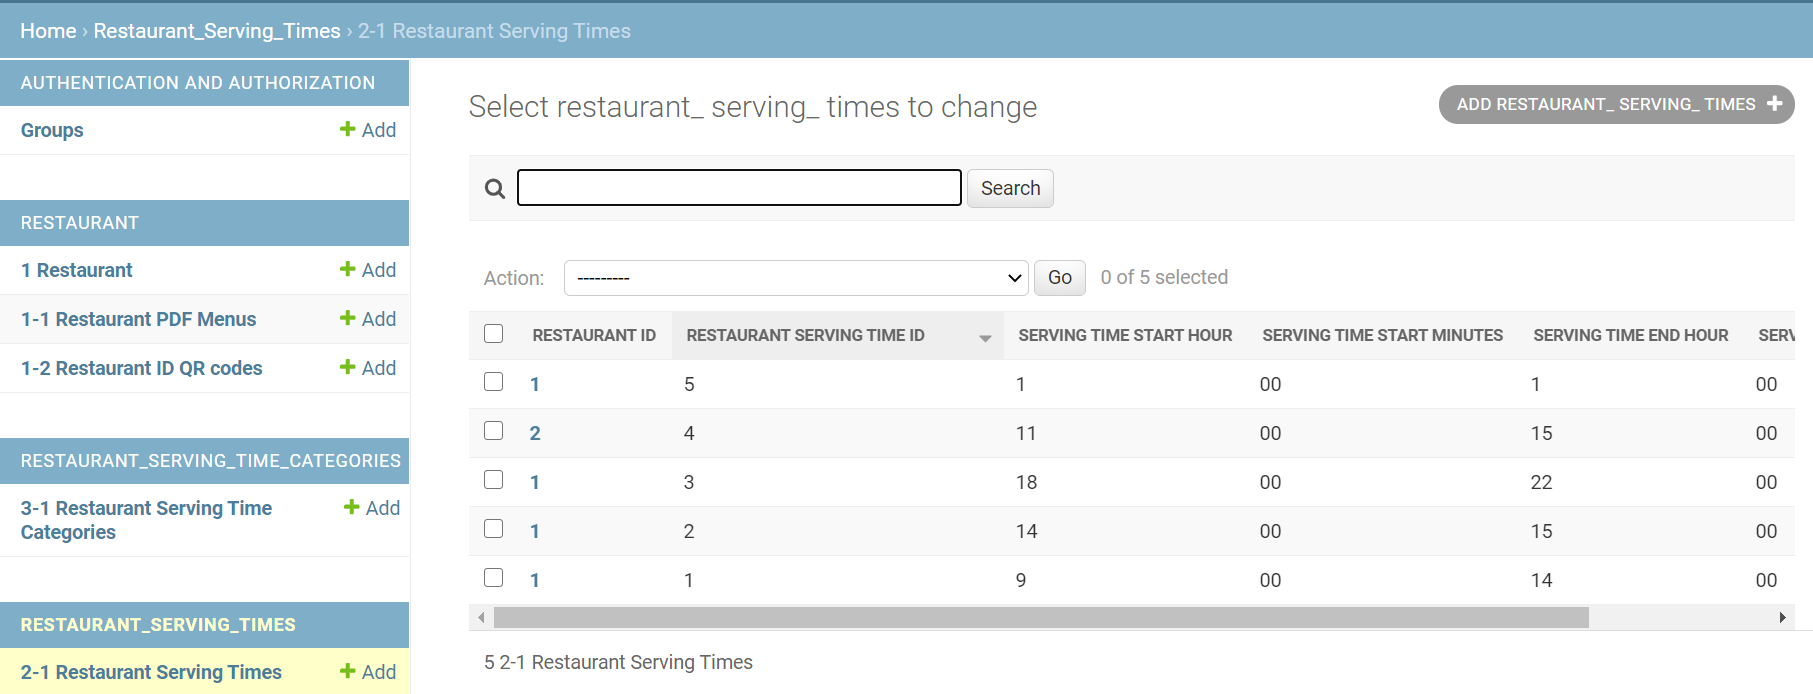 Home › Restaurant_Serving_Times › 2-1 Restaurant Serving Times
AUTHENTICATION AND AUTHORIZATION
Groups + Add
RESTAURANT
1 Restaurant + Add
1-1 Restaurant PDF Menus + Add
1-2 Restaurant ID QR codes + Add
RESTAURANT_SERVING_TIME_CATEGORIES
3-1 Restaurant Serving Time + Add
Categories
RESTAURANT_SERVING_TIMES
2-1 Restaurant Serving Times + Add
Select restaurant_ serving_ times to change
ADD RESTAURANT_ SERVING_ TIMES +
Search
Action: --------- Go 0 of 5 selected
RESTAURANT ID RESTAURANT SERVING TIME ID SERVING TIME START HOUR SERVING TIME START MINUTES SERVING TIME END HOUR SERV
1 5 1 00 1 00
2 4 11 00 15 00
1 3 18 00 22 00
1 2 14 00 15 00
1 1 9 00 14 00
5 2-1 Restaurant Serving Times